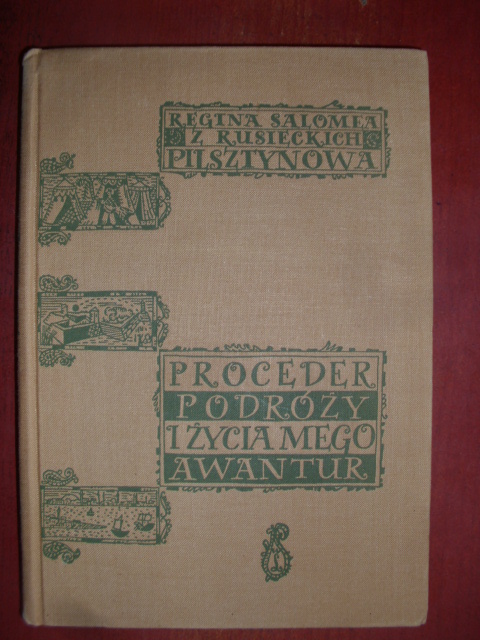 REGINA SALOMEA
Z RUSIECKICH
PILSZTYNOWA
PROCEDER
PODRÓŻY
I ŻYCIA MEGO
AWANTUR